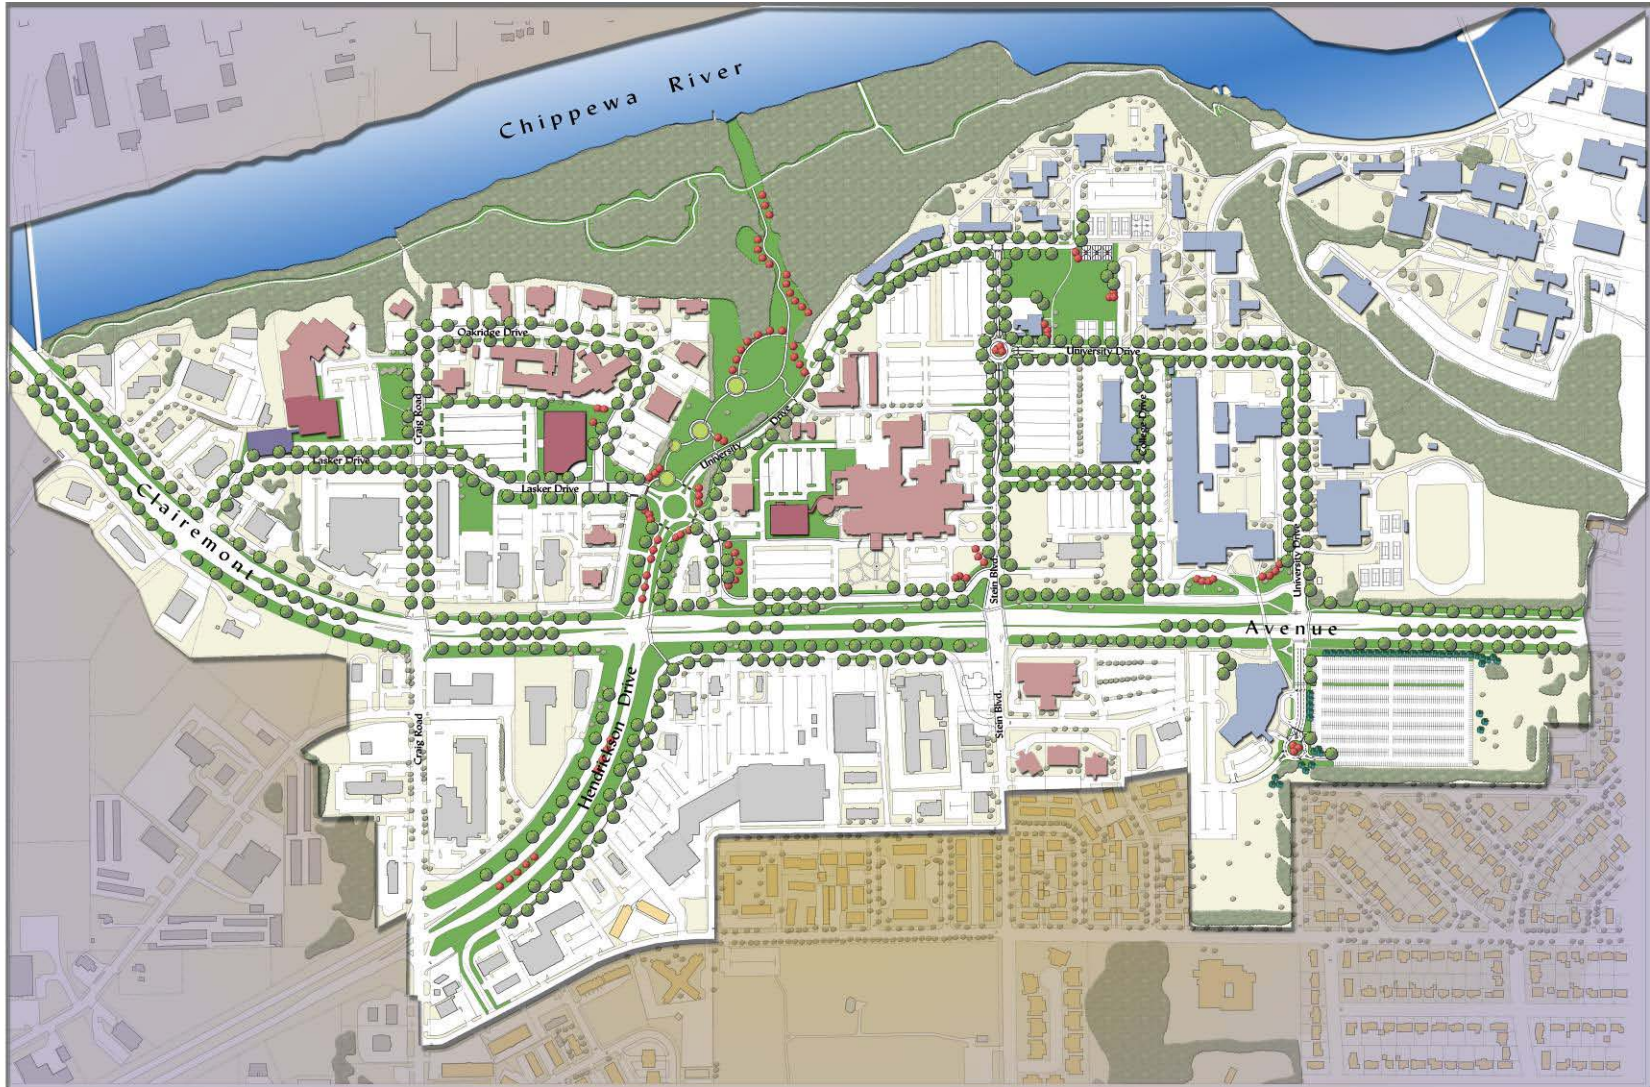 Chippewa River
Oakridge Drive
University Drive
Craig Road
College Drive
University Drive
Lasker Drive
Lasker Drive
Clairemont
University Drive
Stein Blvd.
Avenue
Hendrickson Drive
Stein Blvd.
Craig Road